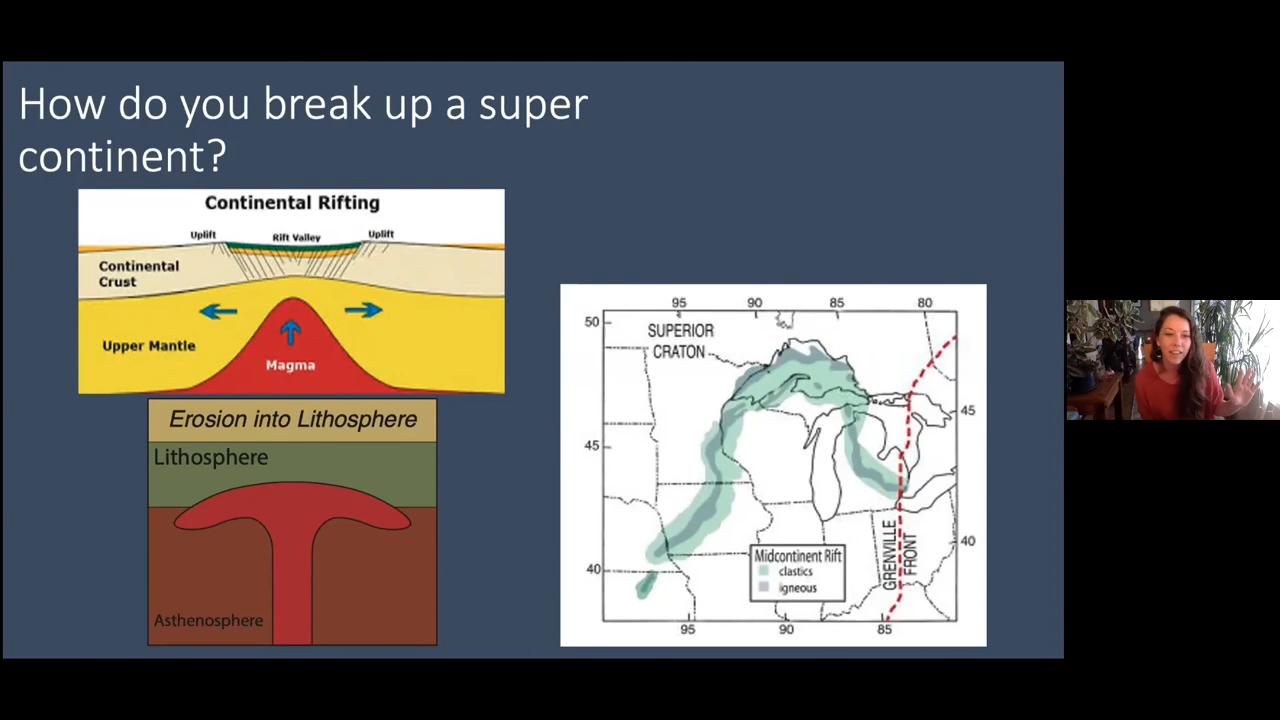 How do you break up a super
continent?
Continental Rifting
Uplift
Rift Valley
Uplift
Continental
Crust
Upper Mantle
Magma
Erosion into Lithosphere
Lithosphere
Asthenosphere
95
90
85
80
50
SUPERIOR
CRATON
45
45
40
40
GRENVILLE
FRONT
Midcontinent Rift
clastics
igneous
95
90
85